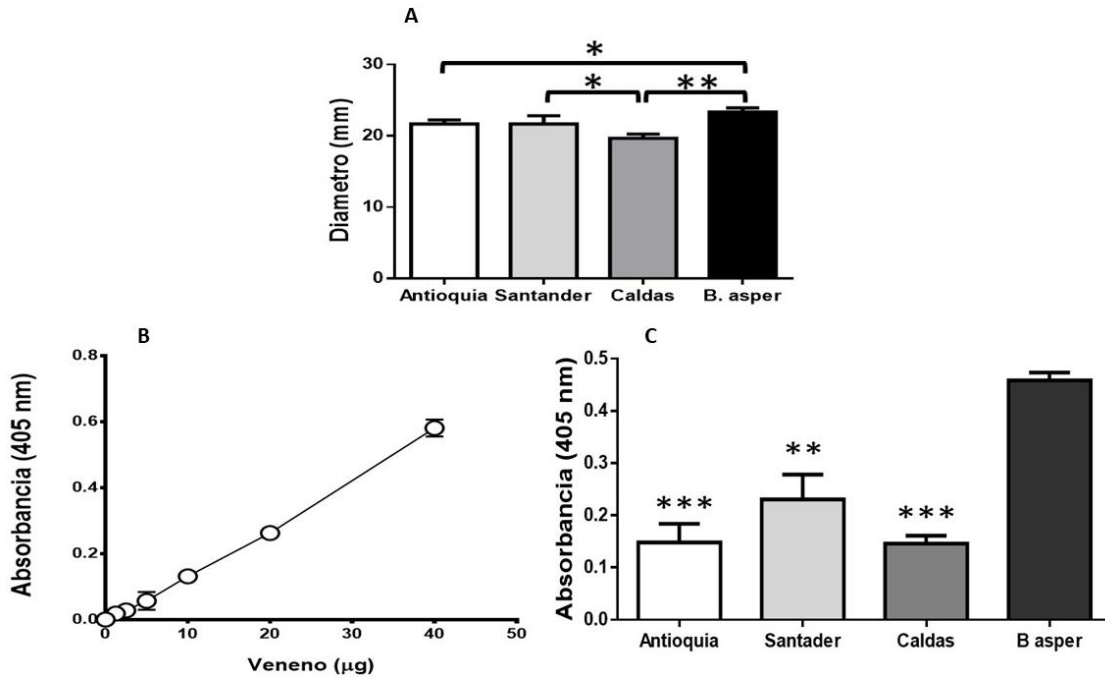 A
Diametro (mm)
30
20
10
0
*
*
**
Antioquia Santander Caldas B. asper
B
Absorbancia (405 nm)
0.8
0.6
0.4
0.2
0.0
0 10 20 30 40 50
Veneno (µg)
C
Absorbancia (405 nm)
0.5
0.4
0.3
0.2
0.1
0.0
***
**
***
Antioquia Santader Caldas B asper